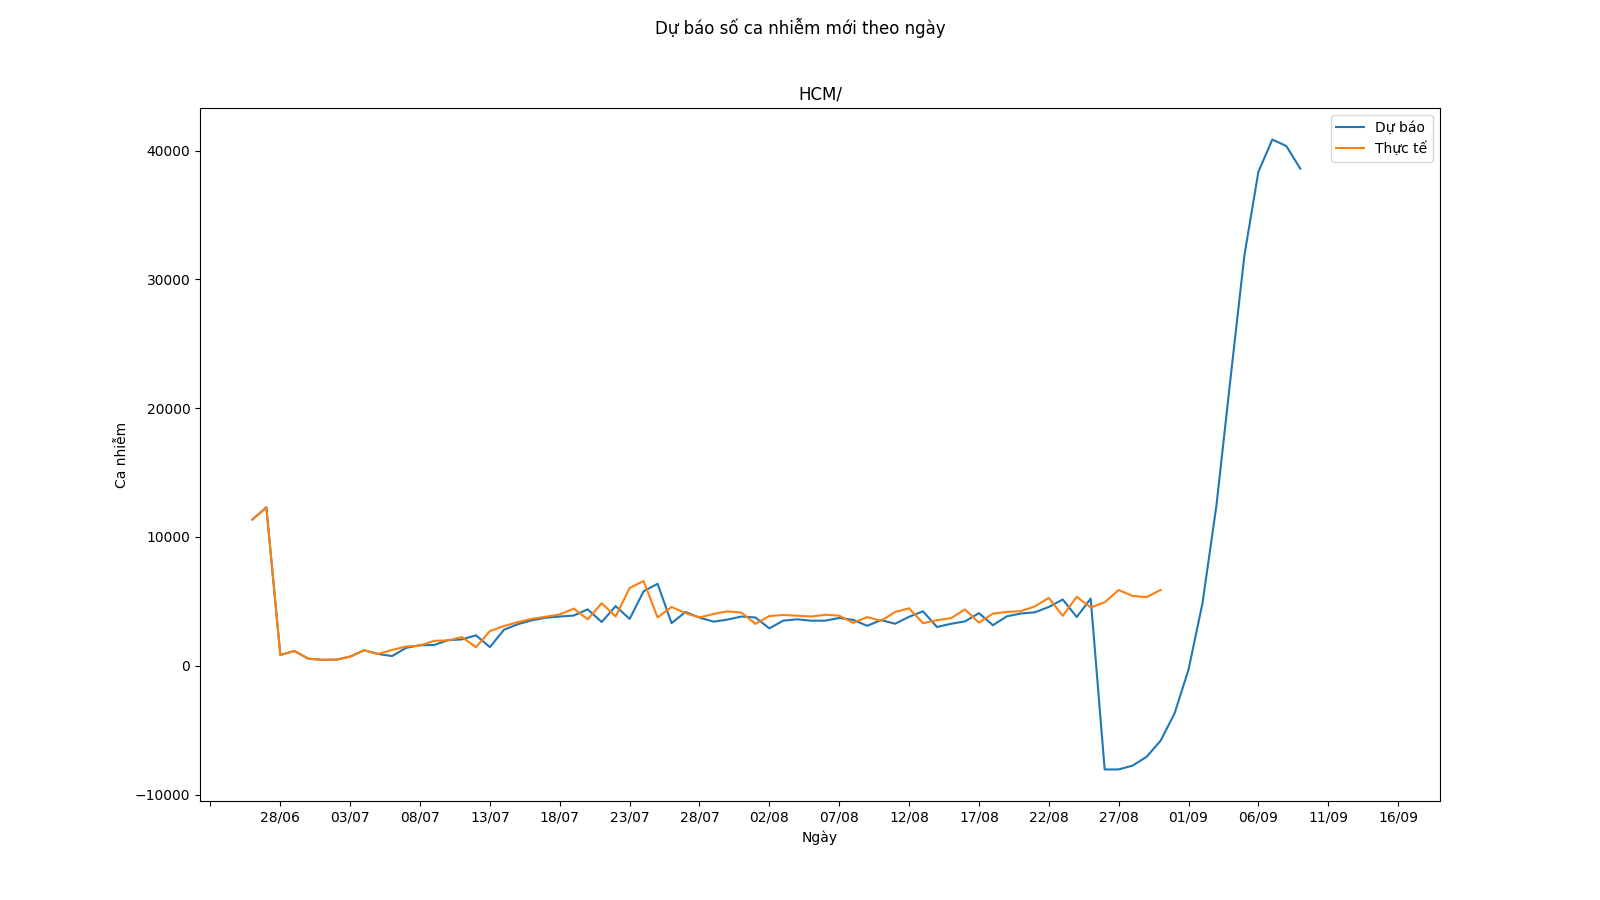 Dự báo số ca nhiễm mới theo ngày
HCM/
Dự báo
Thực tế
40000
30000
20000
10000
0
−10000
Ca nhiễm
28/06 03/07 08/07 13/07 18/07 23/07 28/07 02/08 07/08 12/08 17/08 22/08 27/08 01/09 06/09 11/09 16/09
Ngày